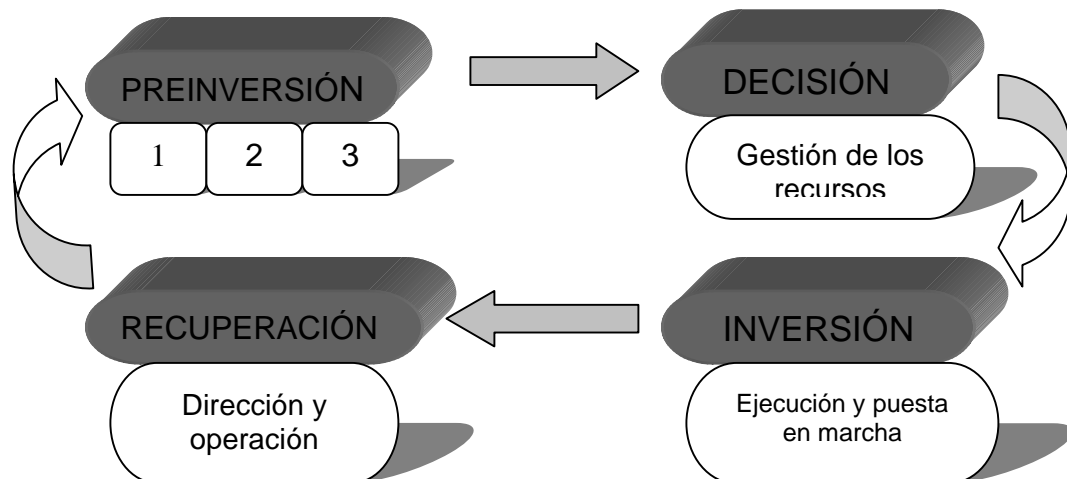 PREINVERSIÓN
1 2 3
DECISIÓN
Gestión de los
recursos
RECUPERACIÓN
Dirección y
operación
INVERSIÓN
Ejecución y puesta
en marcha